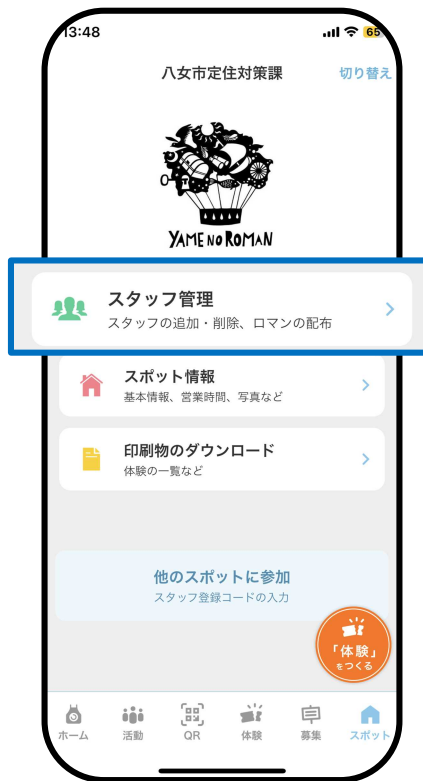 13:48
65
八女市定住対策課
切り替え
YAME NO ROMAN
スタッフ管理
スタッフの追加・削除、ロマンの配布
スポット情報
基本情報、営業時間、写真など
印刷物のダウンロード
体験の一覧など
他のスポットに参加
スタッフ登録コードの入力
「体験」
をつくる
ホーム
活動
QR
体験
募集
スポット